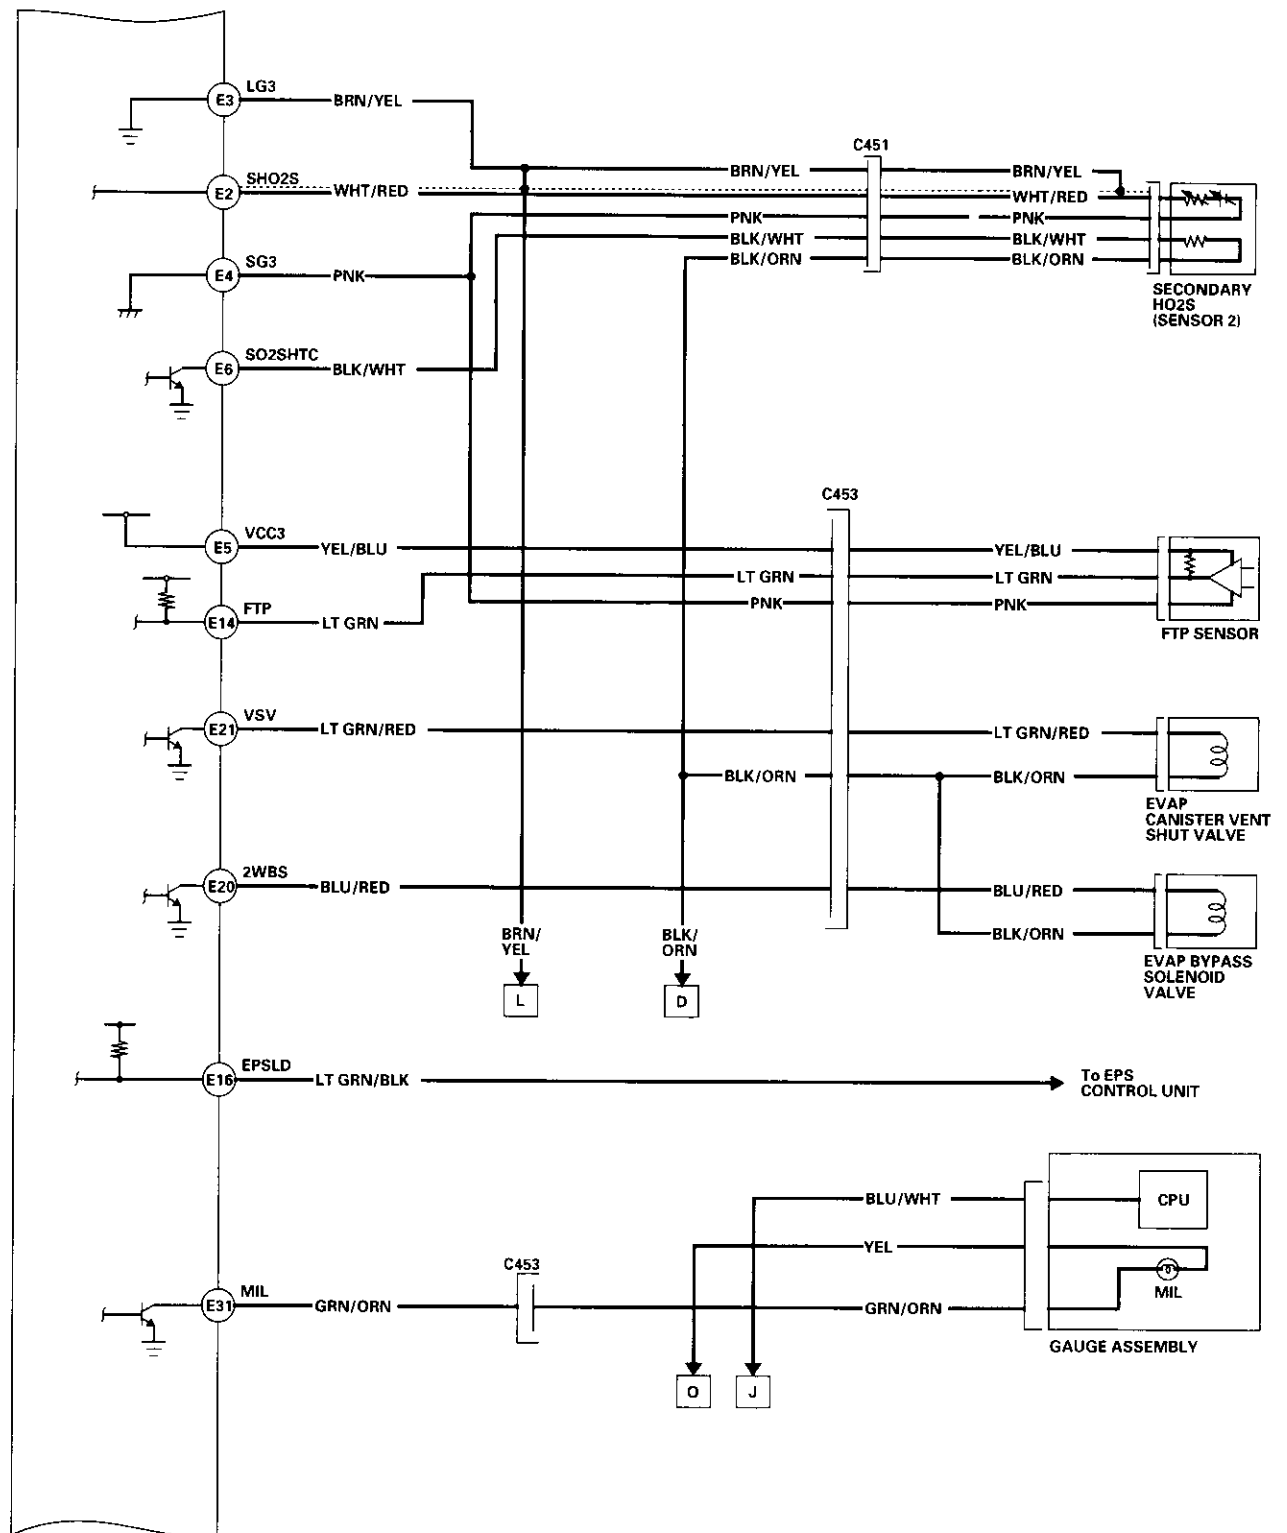 LG3
E3
BRN/YEL
C451
BRN/YEL
BRN/YEL
SHO2S
E2
WHT/RED
WHT/RED
PNK
PNK
BLK/WHT
BLK/WHT
SG3
E4
PNK
BLK/ORN
BLK/ORN
SECONDARY
HO2S
(SENSOR 2)
SO2SHTC
E6
BLK/WHT
C453
VCC3
E5
YEL/BLU
YEL/BLU
LT GRN
LT GRN
FTP
E14
LT GRN
PNK
PNK
FTP SENSOR
VSV
E21
LT GRN/RED
LT GRN/RED
BLK/ORN
BLK/ORN
EVAP
CANISTER VENT
SHUT VALVE
2WBS
E20
BLU/RED
BLU/RED
BRN/
YEL
BLK/
ORN
BLK/ORN
EVAP BYPASS
SOLENOID
VALVE
L
D
EPSLD
E16
LT GRN/BLK
To EPS
CONTROL UNIT
BLU/WHT
CPU
YEL
C453
MIL
MIL
E31
GRN/ORN
GRN/ORN
GAUGE ASSEMBLY
O
J